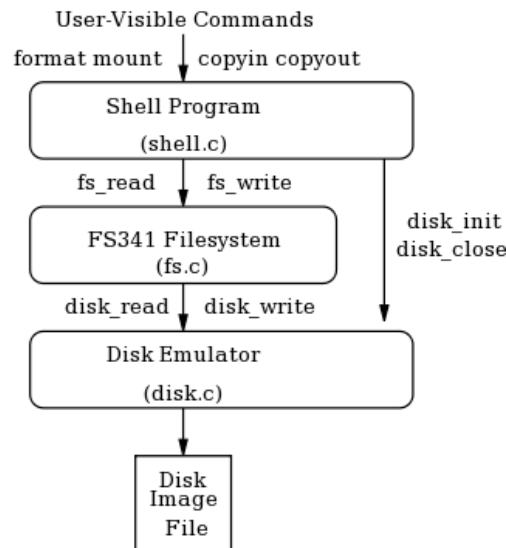 User-Visible Commands
format mount copyin copyout
Shell Program
(shell.c)
fs_read fs_write
disk_init
disk_close
FS341 Filesystem
(fs.c)
disk_read disk_write
Disk Emulator
(disk.c)
Disk
Image
File